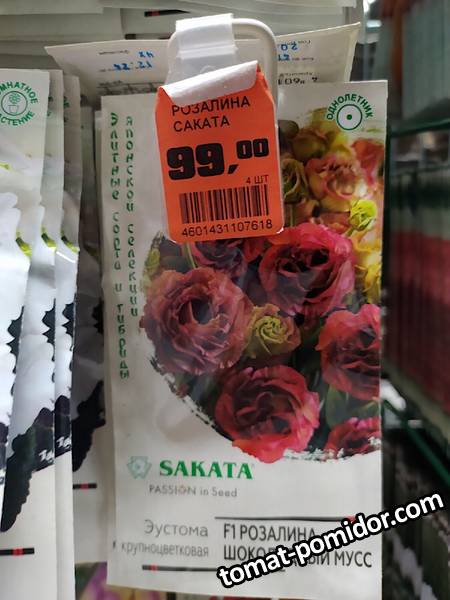 РОЗАЛИНА
САКАТА
99,00
4 ШТ
4601431107618
ОДНОЛЕТНИК
Элитные сорта и гибриды
японской селекции
SAKATA
PASSION in Seed
Эустома
крупноцветковая
F1 РОЗАЛИНА
МУСС
tomat-pomidor.com